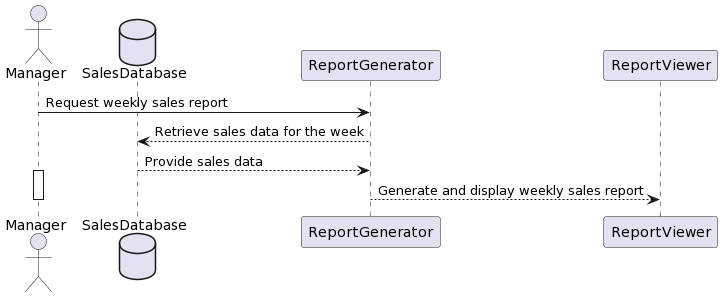 Manager
SalesDatabase
ReportGenerator
ReportViewer
Request weekly sales report
Retrieve sales data for the week
Provide sales data
Generate and display weekly sales report
Manager
SalesDatabase
ReportGenerator
ReportViewer